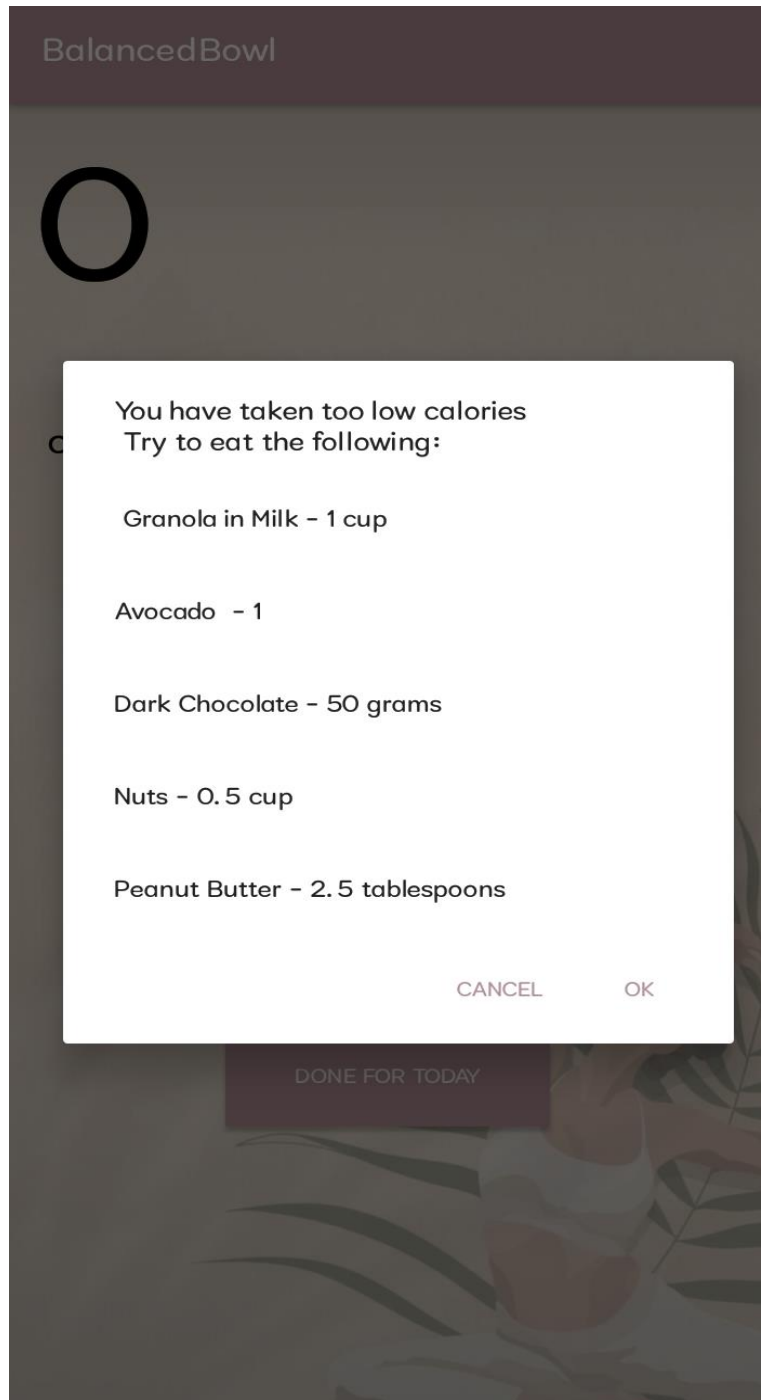 BalancedBowl
0
You have taken too low calories
Try to eat the following:
Granola in Milk - 1 cup
Avocado  - 1
Dark Chocolate - 50 grams
Nuts - 0.5 cup
Peanut Butter - 2.5 tablespoons
CANCEL OK
DONE FOR TODAY